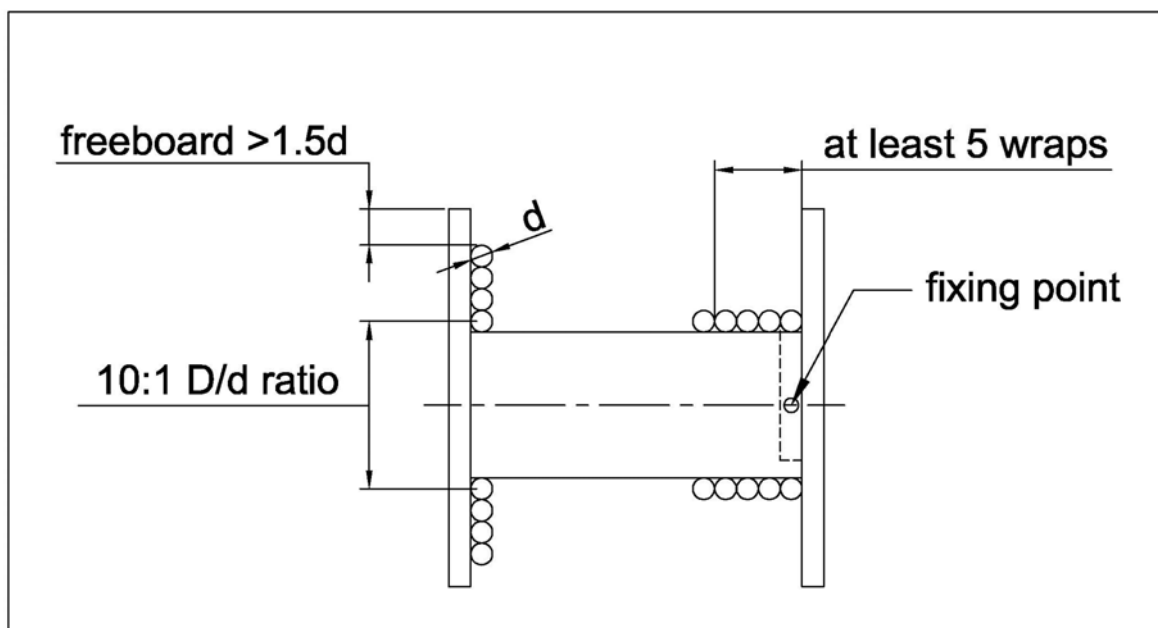 freeboard >1.5d
at least 5 wraps
d
fixing point
10:1 D/d ratio